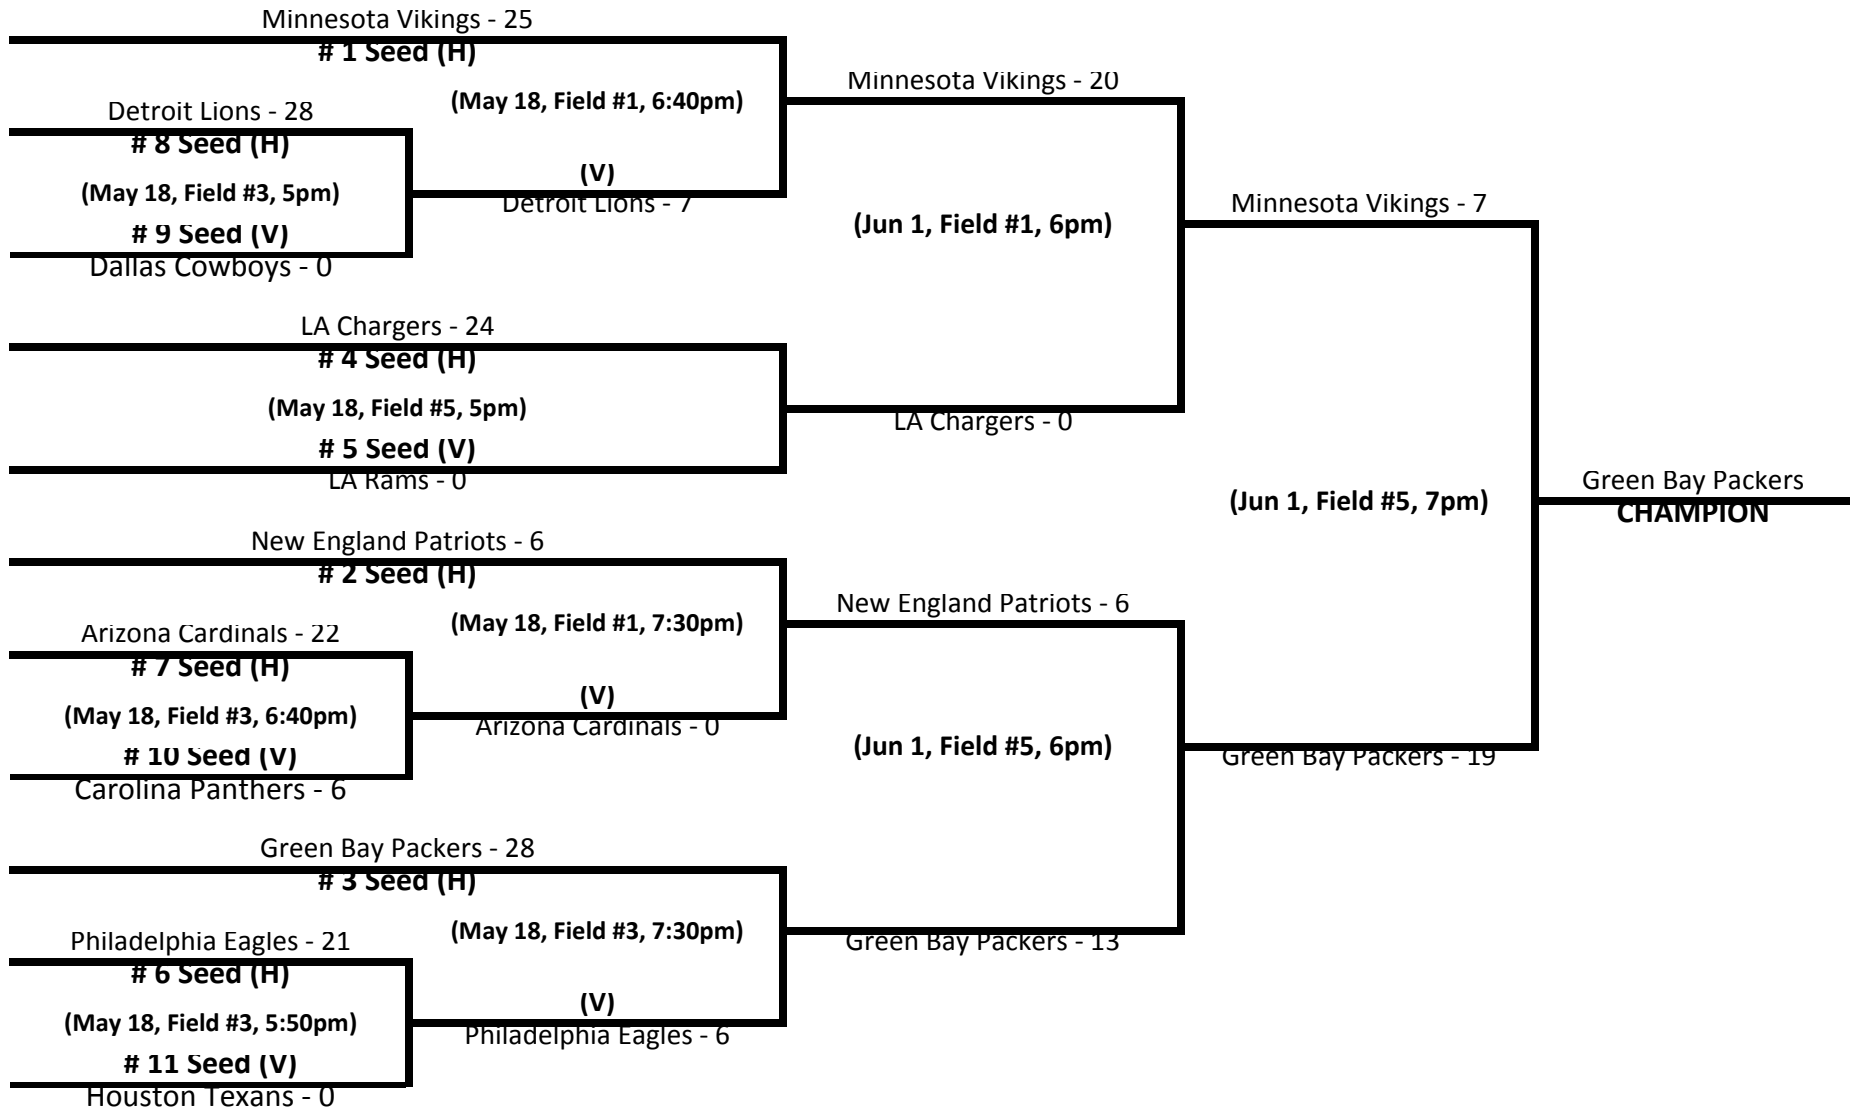 Minnesota Vikings - 25
# 1 Seed (H)
(May 18, Field #1, 6:40pm)
Detroit Lions - 28
# 8 Seed (H)
(May 18, Field #3, 5pm)
# 9 Seed (V)
Dallas Cowboys - 0
(V)
Detroit Lions - 7
LA Chargers - 24
# 4 Seed (H)
(May 18, Field #5, 5pm)
# 5 Seed (V)
LA Rams - 0
New England Patriots - 6
# 2 Seed (H)
(May 18, Field #1, 7:30pm)
Arizona Cardinals - 22
# 7 Seed (H)
(May 18, Field #3, 6:40pm)
# 10 Seed (V)
Carolina Panthers - 6
(V)
Arizona Cardinals - 0
Green Bay Packers - 28
# 3 Seed (H)
(May 18, Field #3, 7:30pm)
Philadelphia Eagles - 21
# 6 Seed (H)
(May 18, Field #3, 5:50pm)
# 11 Seed (V)
Houston Texans - 0
(V)
Philadelphia Eagles - 6
Minnesota Vikings - 20
(Jun 1, Field #1, 6pm)
LA Chargers - 0
New England Patriots - 6
(Jun 1, Field #5, 6pm)
Green Bay Packers - 13
Minnesota Vikings - 7
(Jun 1, Field #5, 7pm)
Green Bay Packers - 19
Green Bay Packers
CHAMPION